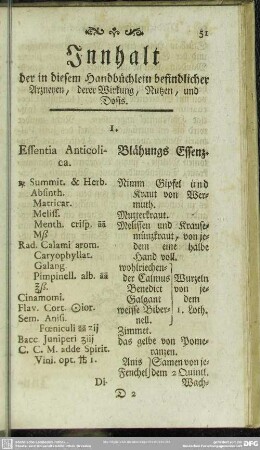 51
Innhalt
der in diesem Handbüchlein befindlicher
Arzneyen, derer Wirkung, Nutzen, und
Dosis.
1.
Essentia Anticoli-
ca.
Summit. & Herb.
Absinth.
Matricar.
Meliss.
Menth. crisp. āā
Mß
Rad. Calami arom.
Caryophyllat.
Galang
Pimpinell. alb. āā
℥ß.
Cinamomi.
Flav. Cort.
Sem. Anisi.
Fœniculi āā ʒij
Bacc Juniperi ʒiij
C. C. M. adde Spirit.
Vini. opt. ℔ 1.
Blähungs Essenz.
Nimm Gipfel und
Kraut von Wer-
muth.
Mutterkraut.
Melissen und Krause-
münzkraut, von je-
dem eine halbe
Hand voll.
wohlriechen-
der Calmus Wurzeln
Benedict von je-
Galgant dem
weisse Biber- 1. Loth.
nell.
Zimmet.
das gelbe von Pome-
ranzen.
Anis Samen von je-
Fenchel dem 2 Quintt.
Di-
Wach-
D 2